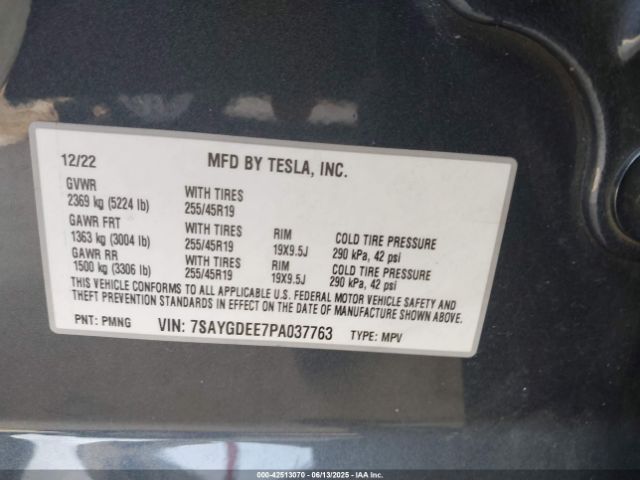 12/22 MFD BY TESLA, INC.
GVWR WITH TIRES
2369 kg (5224 lb) 255/45R19
GAWR FRT WITH TIRES RIM COLD TIRE PRESSURE
1363 kg (3004 lb) 255/45R19 19X9.5J 290 kPa, 42 psi
GAWR RR WITH TIRES RIM COLD TIRE PRESSURE
1500 kg (3306 lb) 255/45R19 19X9.5J 290 kPa, 42 psi
THIS VEHICLE CONFORMS TO ALL APPLICABLE U.S. FEDERAL MOTOR VEHICLE SAFETY AND
THEFT PREVENTION STANDARDS IN EFFECT ON THE DATE OF MANUFACTURE SHOWN ABOVE.
PNT: PMNG VIN: 7SAYGDEE7PA037763 TYPE: MPV
000-42513070 - 06/13/2025 - IAA Inc.